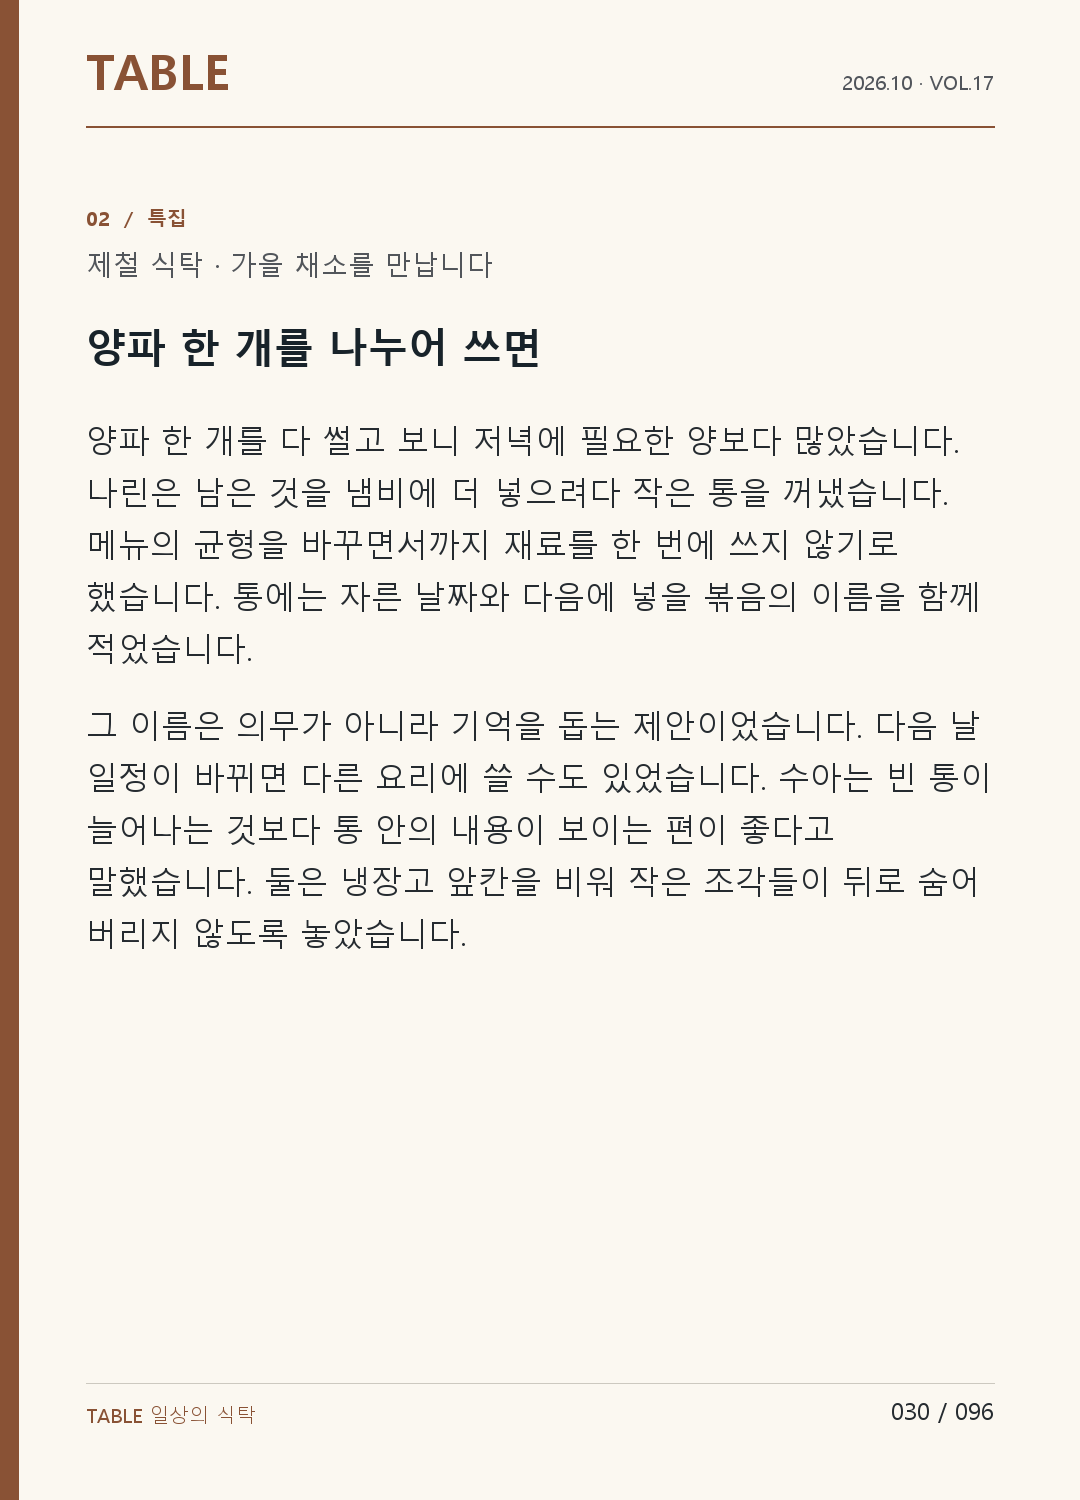 TABLE
2026.10 · VOL.17
02 / 특집
제철 식탁 · 가을 채소를 만납니다
양파 한 개를 나누어 쓰면
양파 한 개를 다 썰고 보니 저녁에 필요한 양보다 많았습니다.
나린은 남은 것을 냄비에 더 넣으려다 작은 통을 꺼냈습니다.
메뉴의 균형을 바꾸면서까지 재료를 한 번에 쓰지 않기로
했습니다. 통에는 자른 날짜와 다음에 넣을 볶음의 이름을 함께
적었습니다.
그 이름은 의무가 아니라 기억을 돕는 제안이었습니다. 다음 날
일정이 바뀌면 다른 요리에 쓸 수도 있었습니다. 수아는 빈 통이
늘어나는 것보다 통 안의 내용이 보이는 편이 좋다고
말했습니다. 둘은 냉장고 앞칸을 비워 작은 조각들이 뒤로 숨어
버리지 않도록 놓았습니다.
TABLE 일상의 식탁
030 / 096